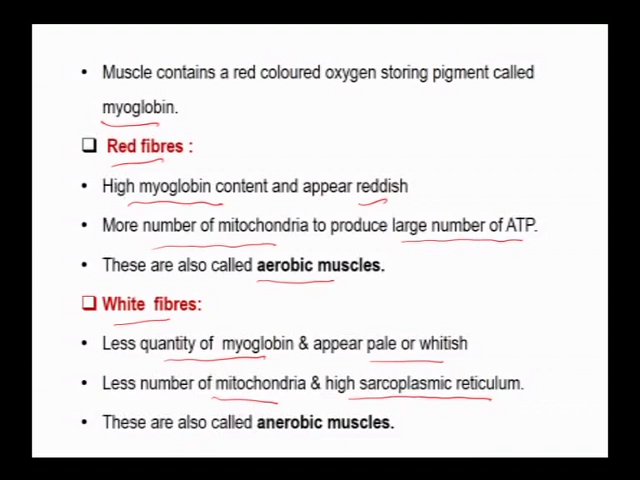 • Muscle contains a red coloured oxygen storing pigment called
myoglobin.
❑ Red fibres :
• High myoglobin content and appear reddish
• More number of mitochondria to produce large number of ATP.
• These are also called aerobic muscles.
❑ White fibres:
• Less quantity of myoglobin & appear pale or whitish
• Less number of mitochondria & high sarcoplasmic reticulum.
• These are also called anerobic muscles.